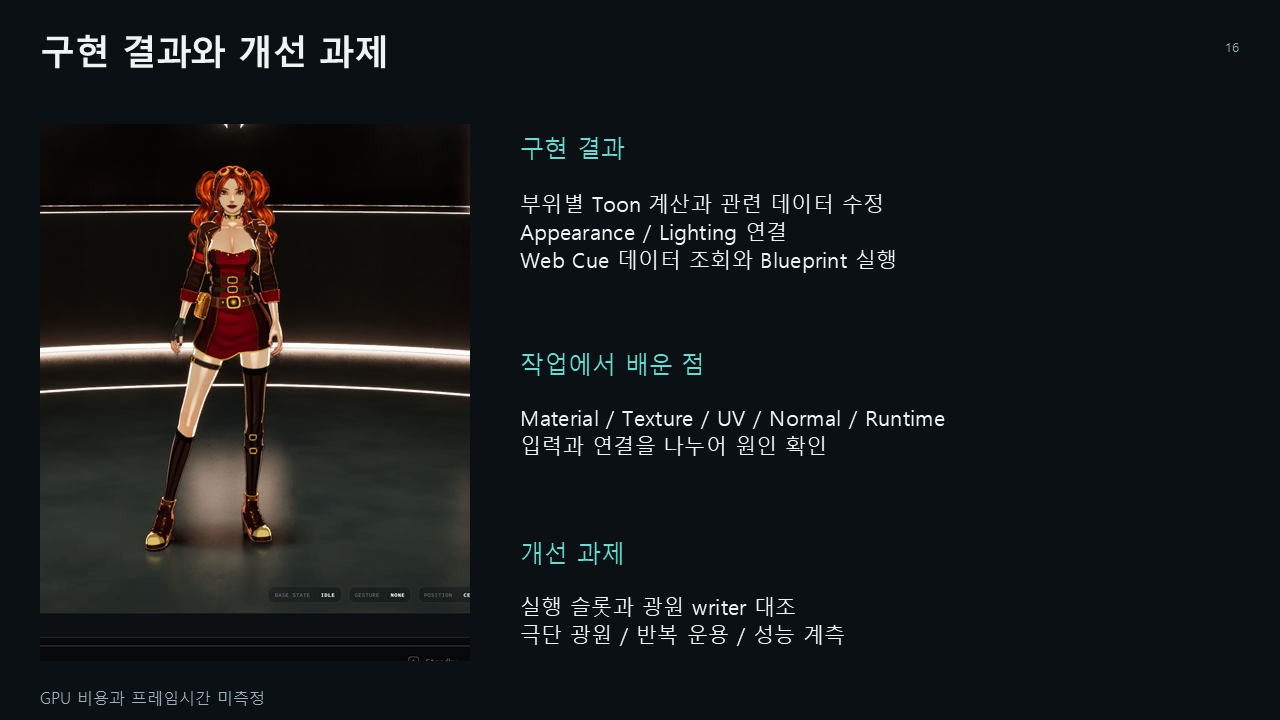 구현 결과와 개선 과제
16
구현 결과
부위별 Toon 계산과 관련 데이터 수정
Appearance / Lighting 연결
Web Cue 데이터 조회와 Blueprint 실행
작업에서 배운 점
Material / Texture / UV / Normal / Runtime
입력과 연결을 나누어 원인 확인
개선 과제
실행 슬롯과 광원 writer 대조
극단 광원 / 반복 운용 / 성능 계측
BASE STATE IDLE GESTURE NONE POSITION CE
GPU 비용과 프레임시간 미측정